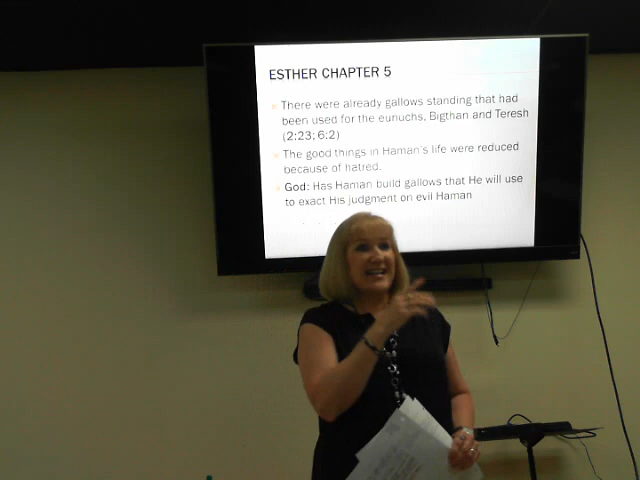 ESTHER CHAPTER 5
There were already gallows standing that had
been used for the eunuchs, Bigthan and Teresh
(2:23; 6:2)
The good things in Haman's life were reduced
because of hatred.
God: Has Haman build gallows that He will use
to exact His judgment on evil Haman